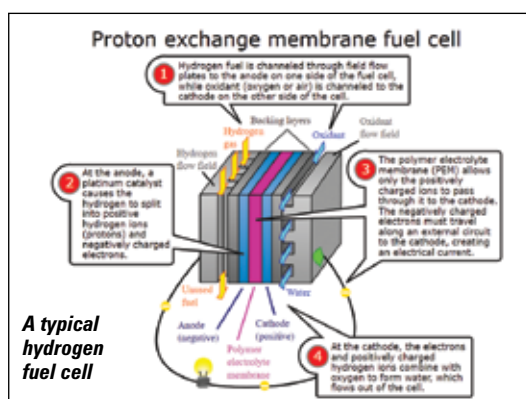 Proton exchange membrane fuel cell
1
Hydrogen fuel is channeled through field flow
plates to the anode on one side of the fuel cell,
while oxidant (oxygen or air) is channeled to the
cathode on the other side of the cell.
Backing layers
Hydrogen
gas
Oxidant
Oxidant
flow field
Hydrogen
flow field
2
At the anode, a
platinum catalyst
causes the
hydrogen to split
into positive
hydrogen ions
(protons) and
negatively charged
electrons.
3
The polymer electrolyte
membrane (PEM) allows
only the positively
charged ions to pass
through it to the cathode.
The negatively charged
electrons must travel
along an external circuit
to the cathode, creating
an electrical current.
Unused
fuel
Water
Anode
(negative)
Cathode
(positive)
Polymer electrolyte
membrane
4
At the cathode, the electrons
and positively charged
hydrogen ions combine with
oxygen to form water, which
flows out of the cell.
A typical
hydrogen
fuel cell